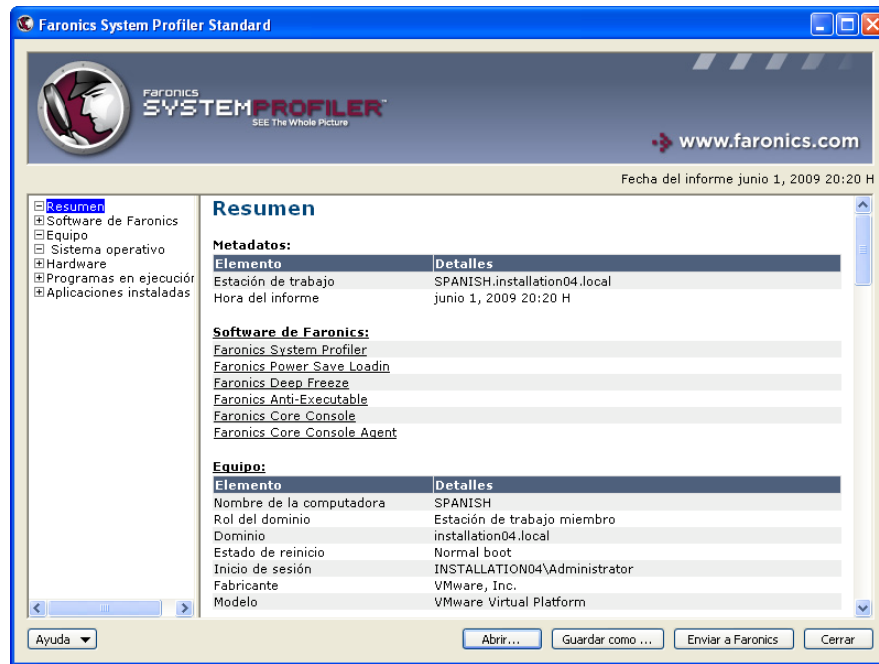 Faronics System Profiler Standard
FARONICS
SYSTEMPROFILER
SEE The Whole Picture
www.faronics.com
Fecha del informe junio 1, 2009 20:20 H
Resumen
Software de Faronics
Equipo
Sistema operativo
Hardware
Programas en ejecución
Aplicaciones instaladas
Resumen
Metadatos:
Elemento Detalles
Estación de trabajo SPANISH.installation04.local
Hora del informe junio 1, 2009 20:20 H
Software de Faronics:
Faronics System Profiler
Faronics Power Save Loadin
Faronics Deep Freeze
Faronics Anti-Executable
Faronics Core Console
Faronics Core Console Agent
Equipo:
Elemento Detalles
Nombre de la computadora SPANISH
Rol del dominio Estación de trabajo miembro
Dominio installation04.local
Estado de reinicio Normal boot
Inicio de sesión INSTALLATION04\Administrator
Fabricante VMware, Inc.
Modelo VMware Virtual Platform
Ayuda Abrir... Guardar como ... Enviar a Faronics Cerrar